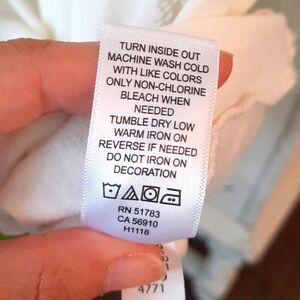 TURN INSIDE OUT
MACHINE WASH COLD
WITH LIKE COLORS
ONLY NON-CHLORINE
BLEACH WHEN
NEEDED
TUMBLE DRY LOW
WARM IRON ON
REVERSE IF NEEDED
DO NOT IRON ON
DECORATION
RN 51783
CA 56910
H1118
4771